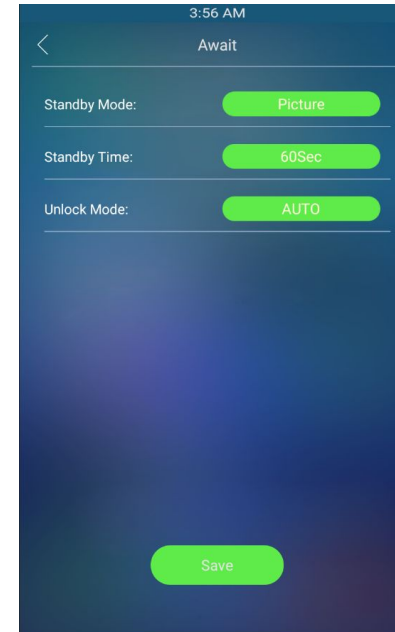 3:56 AM
Await
Standby Mode: Picture
Standby Time: 60Sec
Unlock Mode: AUTO
Save